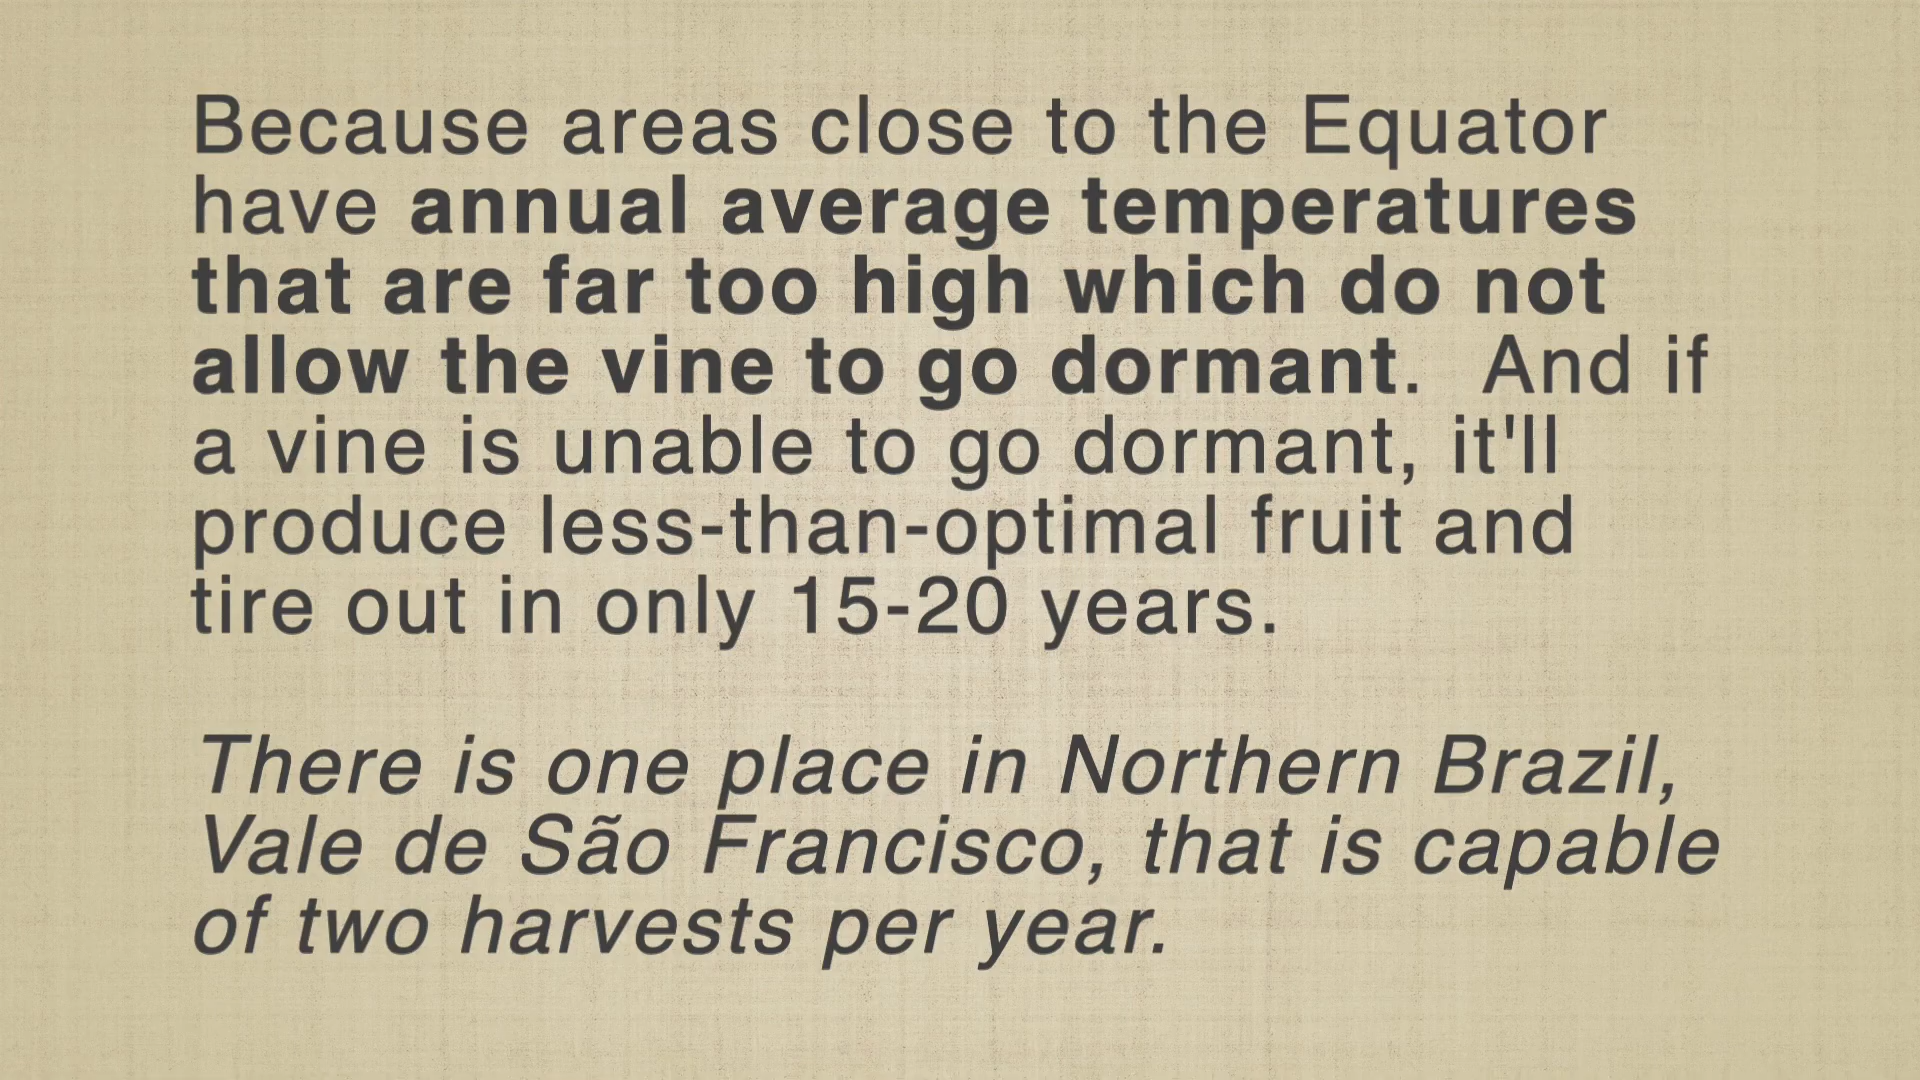 Because areas close to the Equator
have annual average temperatures
that are far too high which do not
allow the vine to go dormant.  And if
a vine is unable to go dormant, it'll
produce less-than-optimal fruit and
tire out in only 15-20 years.
There is one place in Northern Brazil,
Vale de São Francisco, that is capable
of two harvests per year.